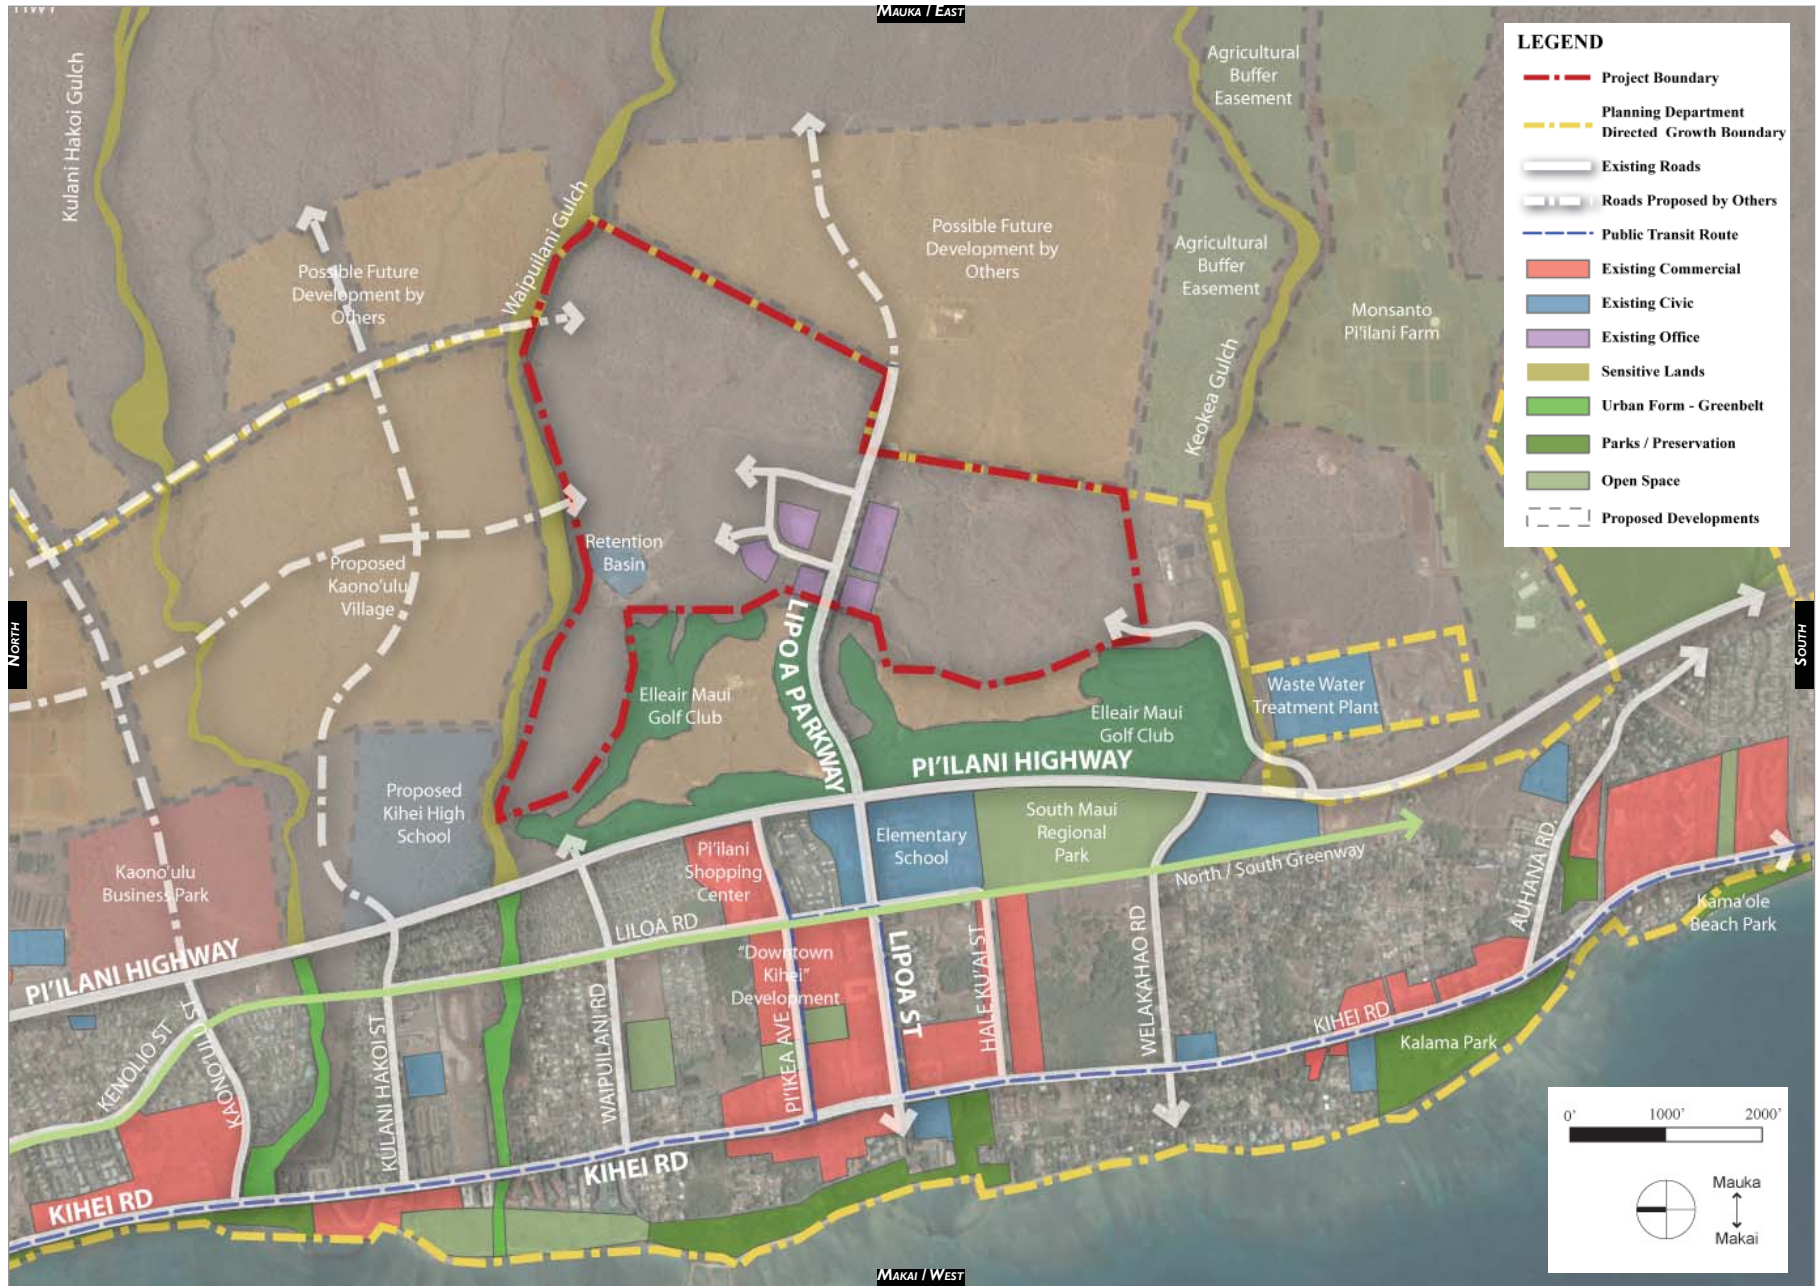 MAUKA / EAST
LEGEND
Project Boundary
Planning Department
Directed Growth Boundary
Existing Roads
Roads Proposed by Others
Public Transit Route
Existing Commercial
Existing Civic
Existing Office
Sensitive Lands
Urban Form - Greenbelt
Parks / Preservation
Open Space
Proposed Developments
Kulani Hakoi Gulch
Agricultural
Buffer
Easement
Waipuilani Gulch
Possible Future
Development by
Others
Possible Future
Development by
Others
Agricultural
Buffer
Easement
Monsanto
Pi'ilani Farm
Keokea Gulch
Retention
Basin
Proposed
Kaono'ulu
Village
NORTH
SOUTH
LIPOA PARKWAY
Elleair Maui
Golf Club
Elleair Maui
Golf Club
Waste Water
Treatment Plant
PI'ILANI HIGHWAY
Proposed
Kihei High
School
Kaono'ulu
Business Park
Pi'ilani
Shopping
Center
Elementary
School
South Maui
Regional
Park
North / South Greenway
AUHANA RD.
Kama'ole
Beach Park
PI'ILANI HIGHWAY
LILOA RD
"Downtown
Kihei"
Development
LIPOA ST
HALE KU'AI ST
WELAKAHAO RD
KIHEI RD
Kalama Park
KENOLIO ST
KAONO'ULU ST
KULANI HAKOI ST
WAIPUILANI RD
PI'IKEA AVE
KIHEI RD
KIHEI RD
0'
1000'
2000'
Mauka
Makai
MAKAI / WEST